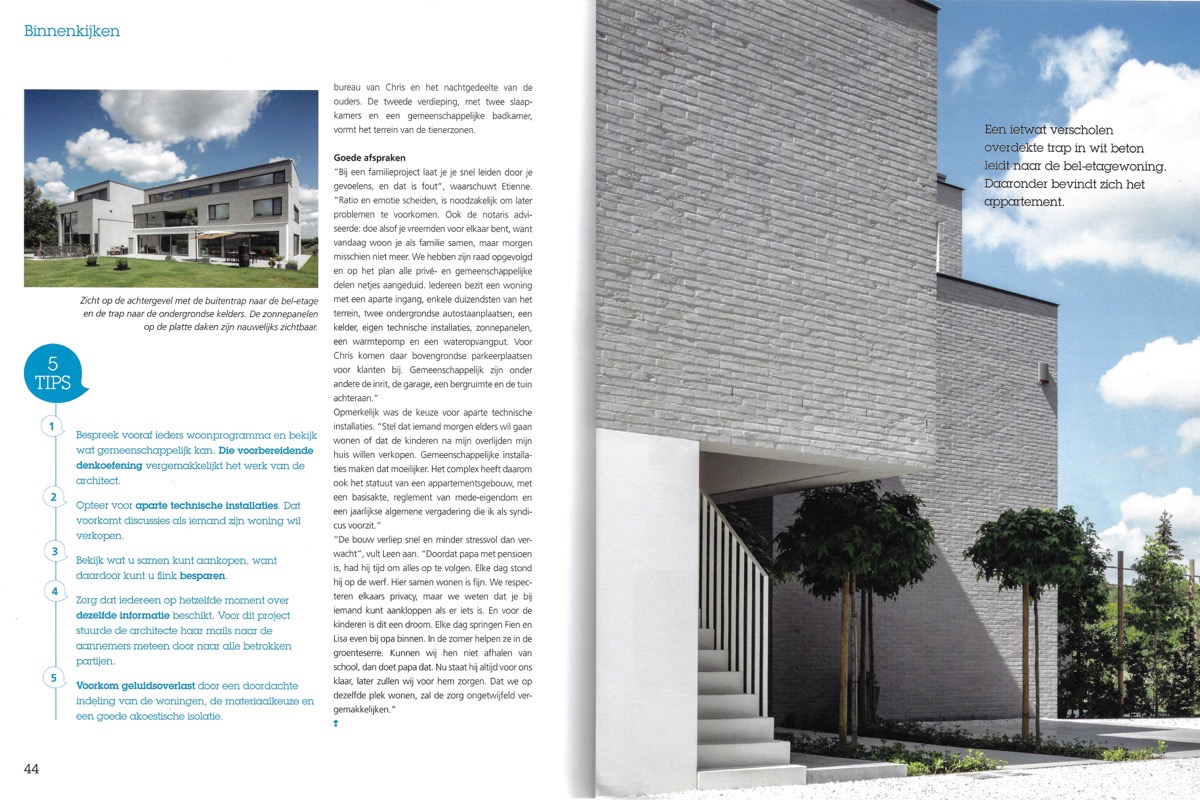 Binnenkijken
Zicht op de achtergevel met de buitentrap naar de bel-etage
en de trap naar de ondergrondse kelders. De zonnepanelen
op de platte daken zijn nauwelijks zichtbaar.
5
TIPS
1
Bespreek vooraf ieders woonprogramma en bekijk
wat gemeenschappelijk kan. Die voorbereidende
denkoefening vergemakkelijkt het werk van de
architect.
2
Opteer voor aparte technische installaties. Dat
voorkomt discussies als iemand zijn woning wil
verkopen.
3
Bekijk wat u samen kunt aankopen, want
daardoor kunt u flink besparen.
4
Zorg dat iedereen op hetzelfde moment over
dezelfde informatie beschikt. Voor dit project
stuurde de architecte haar mails naar de
aannemers meteen door naar alle betrokken
partijen.
5
Voorkom geluidsoverlast door een doordachte
indeling van de woningen, de materiaalkeuze en
een goede akoestische isolatie.
44
bureau van Chris en het nachtgedeelte van de
ouders. De tweede verdieping, met twee slaap-
kamers en een gemeenschappelijke badkamer,
vormt het terrein van de tienerzonen.
Goede afspraken
“Bij een familieproject laat je je snel leiden door je
gevoelens, en dat is fout”, waarschuwt Etienne.
“Ratio en emotie scheiden, is noodzakelijk om later
problemen te voorkomen. Ook de notaris advi-
seerde: doe alsof je vreemden voor elkaar bent, want
vandaag woon je als familie samen, maar morgen
misschien niet meer. We hebben zijn raad opgevolgd
en op het plan alle privé- en gemeenschappelijke
delen netjes aangeduid. Iedereen bezit een woning
met een aparte ingang, enkele duizendsten van het
terrein, twee ondergrondse autostaanplaatsen, een
kelder, eigen technische installaties, zonnepanelen,
een warmtepomp en een wateropvangput. Voor
Chris komen daar bovengrondse parkeerplaatsen
voor klanten bij. Gemeenschappelijk zijn onder
andere de inrit, de garage, een bergruimte en de tuin
achteraan.”
Opmerkelijk was de keuze voor aparte technische
installaties. “Stel dat iemand morgen elders wil gaan
wonen of dat de kinderen na mijn overlijden mijn
huis willen verkopen. Gemeenschappelijke installa-
ties maken dat moeilijker. Het complex heeft daarom
ook het statuut van een appartementsgebouw, met
een basisakte, reglement van mede-eigendom en
een jaarlijkse algemene vergadering die ik als syndi-
cus voorzit.”
“De bouw verliep snel en minder stressvol dan ver-
wacht”, vult Leen aan. “Doordat papa met pensioen
is, had hij tijd om alles op te volgen. Elke dag stond
hij op de werf. Hier samen wonen is fijn. We respec-
teren elkaars privacy, maar we weten dat je bij
iemand kunt aankloppen als er iets is. En voor de
kinderen is dit een droom. Elke dag springen Fien en
Lisa even bij opa binnen. In de zomer helpen ze in de
groenteserre. Kunnen wij hen niet afhalen van
school, dan doet papa dat. Nu staat hij altijd voor ons
klaar, later zullen wij voor hem zorgen. Dat we op
dezelfde plek wonen, zal de zorg ongetwijfeld ver-
gemakkelijken.”
Een ietwat verscholen
overdekte trap in wit beton
leidt naar de bel-etagewoning.
Daaronder bevindt zich het
appartement.